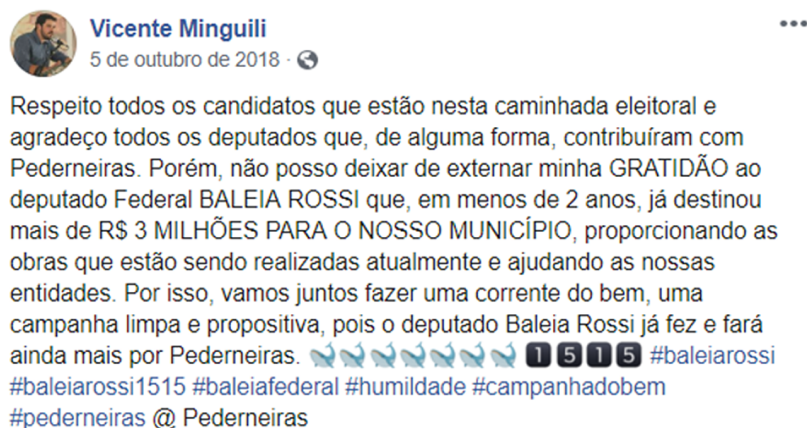 Vicente Minguili
5 de outubro de 2018 ·
Respeito todos os candidatos que estão nesta caminhada eleitoral e
agradeço todos os deputados que, de alguma forma, contribuíram com
Pederneiras. Porém, não posso deixar de externar minha GRATIDÃO ao
deputado Federal BALEIA ROSSI que, em menos de 2 anos, já destinou
mais de R$ 3 MILHÕES PARA O NOSSO MUNICÍPIO, proporcionando as
obras que estão sendo realizadas atualmente e ajudando as nossas
entidades. Por isso, vamos juntos fazer uma corrente do bem, uma
campanha limpa e propositiva, pois o deputado Baleia Rossi já fez e fará
ainda mais por Pederneiras. 🐋🐋🐋🐋🐋🐋🐋 1 5 1 5 #baleiarossi
#baleiarossi1515 #baleiafederal #humildade #campanhadobem
#pederneiras @ Pederneiras